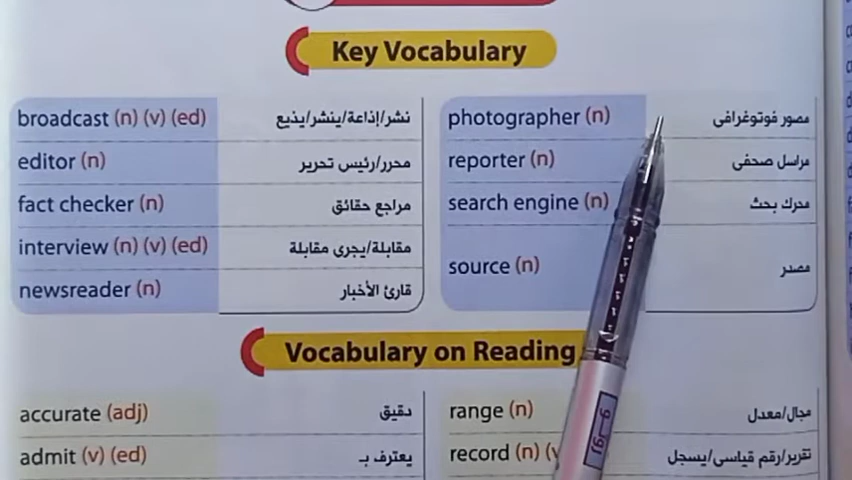 Key Vocabulary
broadcast (n) (v) (ed) نشر/إذاعة/ينشر/يذيع
editor (n) محرر/رئيس تحرير
fact checker (n) مراجع حقائق
interview (n) (v) (ed) مقابلة/يجرى مقابلة
newsreader (n) قارئ الأخبار
photographer (n) مصور فوتوغرافى
reporter (n) مراسل صحفى
search engine (n) محرك بحث
source (n) مصدر
Vocabulary on Reading
accurate (adj) دقيق
admit (v) (ed) يعترف بـ
range (n) مجال/معدل
record (n) تقرير/رقم قياسى/يسجل